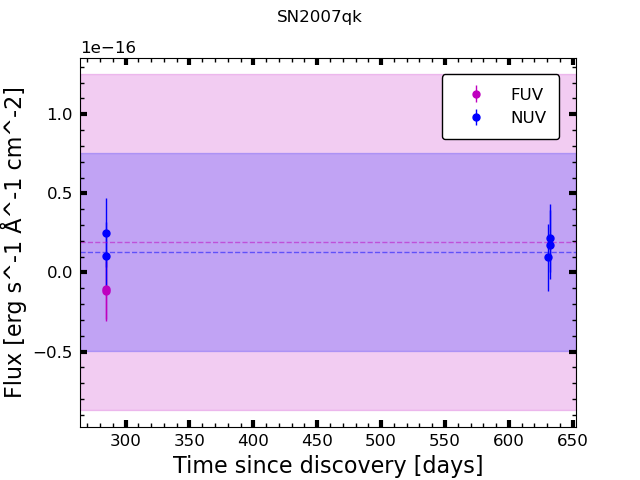 SN2007qk
1e−16
FUV
NUV
1.0
0.5
0.0
−0.5
Flux [erg s^-1 Å^-1 cm^-2]
300 350 400 450 500 550 600 650
Time since discovery [days]